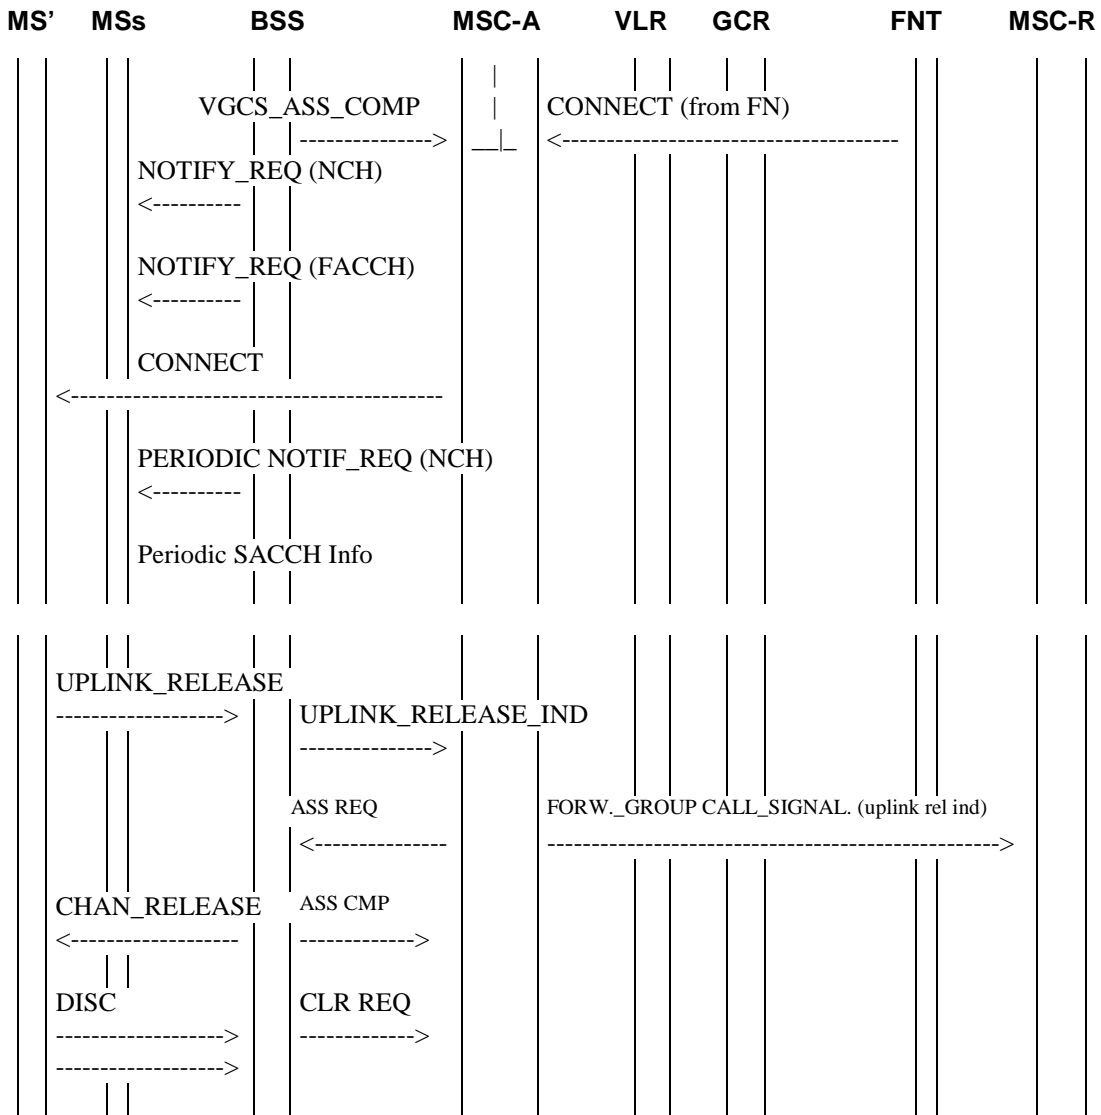 MS’ MSs BSS MSC-A VLR GCR FNT MSC-R
VGCS_ASS_COMP CONNECT (from FN)
--------------> __|_ <------------------------------------
NOTIFY_REQ (NCH)
<----------
NOTIFY_REQ (FACCH)
<----------
CONNECT
<-----------------------------------------
PERIODIC NOTIF_REQ (NCH)
<----------
Periodic SACCH Info
UPLINK_RELEASE
-------------------> UPLINK_RELEASE_IND
--------------->
ASS REQ FORW._GROUP CALL_SIGNAL. (uplink rel ind)
<--------------- --------------------------------------------------->
CHAN_RELEASE ASS CMP
<------------------- ------------->
DISC CLR REQ
-------------------> ------------->
------------------->